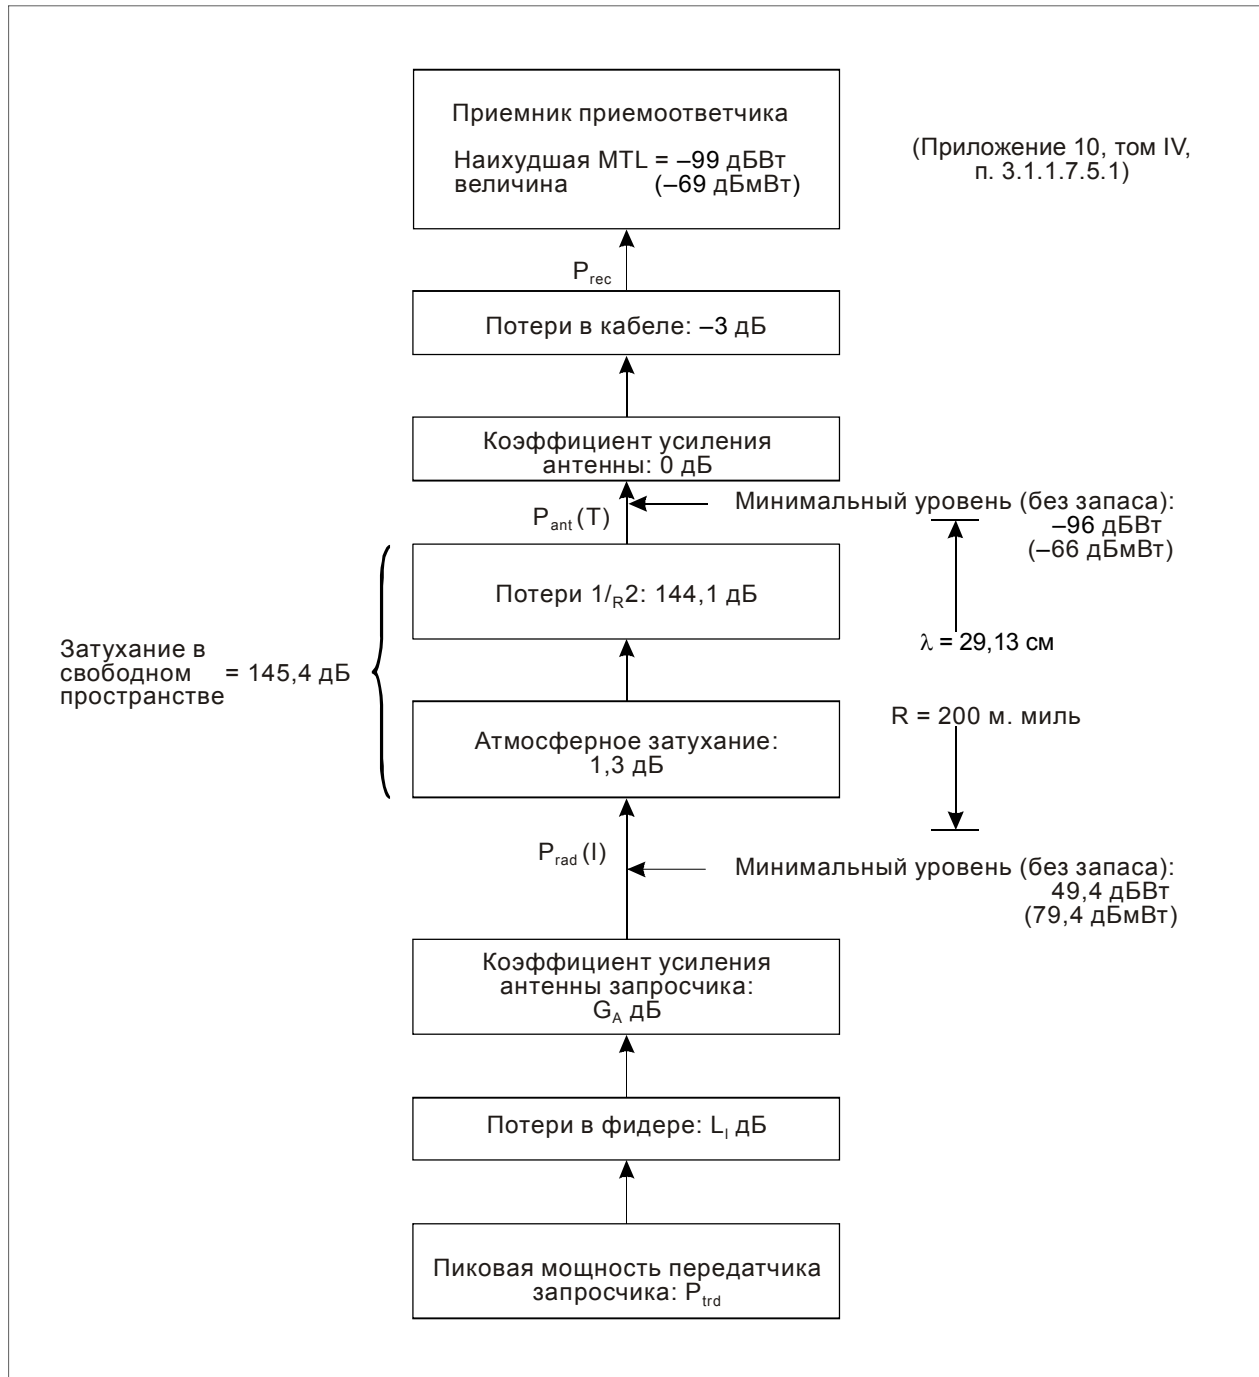 Приемник приемоответчика
Наихудшая MTL = –99 дБВт
величина (–69 дБмВт)
(Приложение 10, том IV,
п. 3.1.1.7.5.1)
P_rec
Потери в кабеле: –3 дБ
Коэффициент усиления
антенны: 0 дБ
P_ant (T)
Минимальный уровень (без запаса):
–96 дБВт
(–66 дБмВт)
Потери 1/_R2: 144,1 дБ
λ = 29,13 см
Затухание в
свободном = 145,4 дБ
пространстве
R = 200 м. миль
Атмосферное затухание:
1,3 дБ
P_rad (I)
Минимальный уровень (без запаса):
49,4 дБВт
(79,4 дБмВт)
Коэффициент усиления
антенны запросчика:
G_A дБ
Потери в фидере: L_I дБ
Пиковая мощность передатчика
запросчика: P_trd